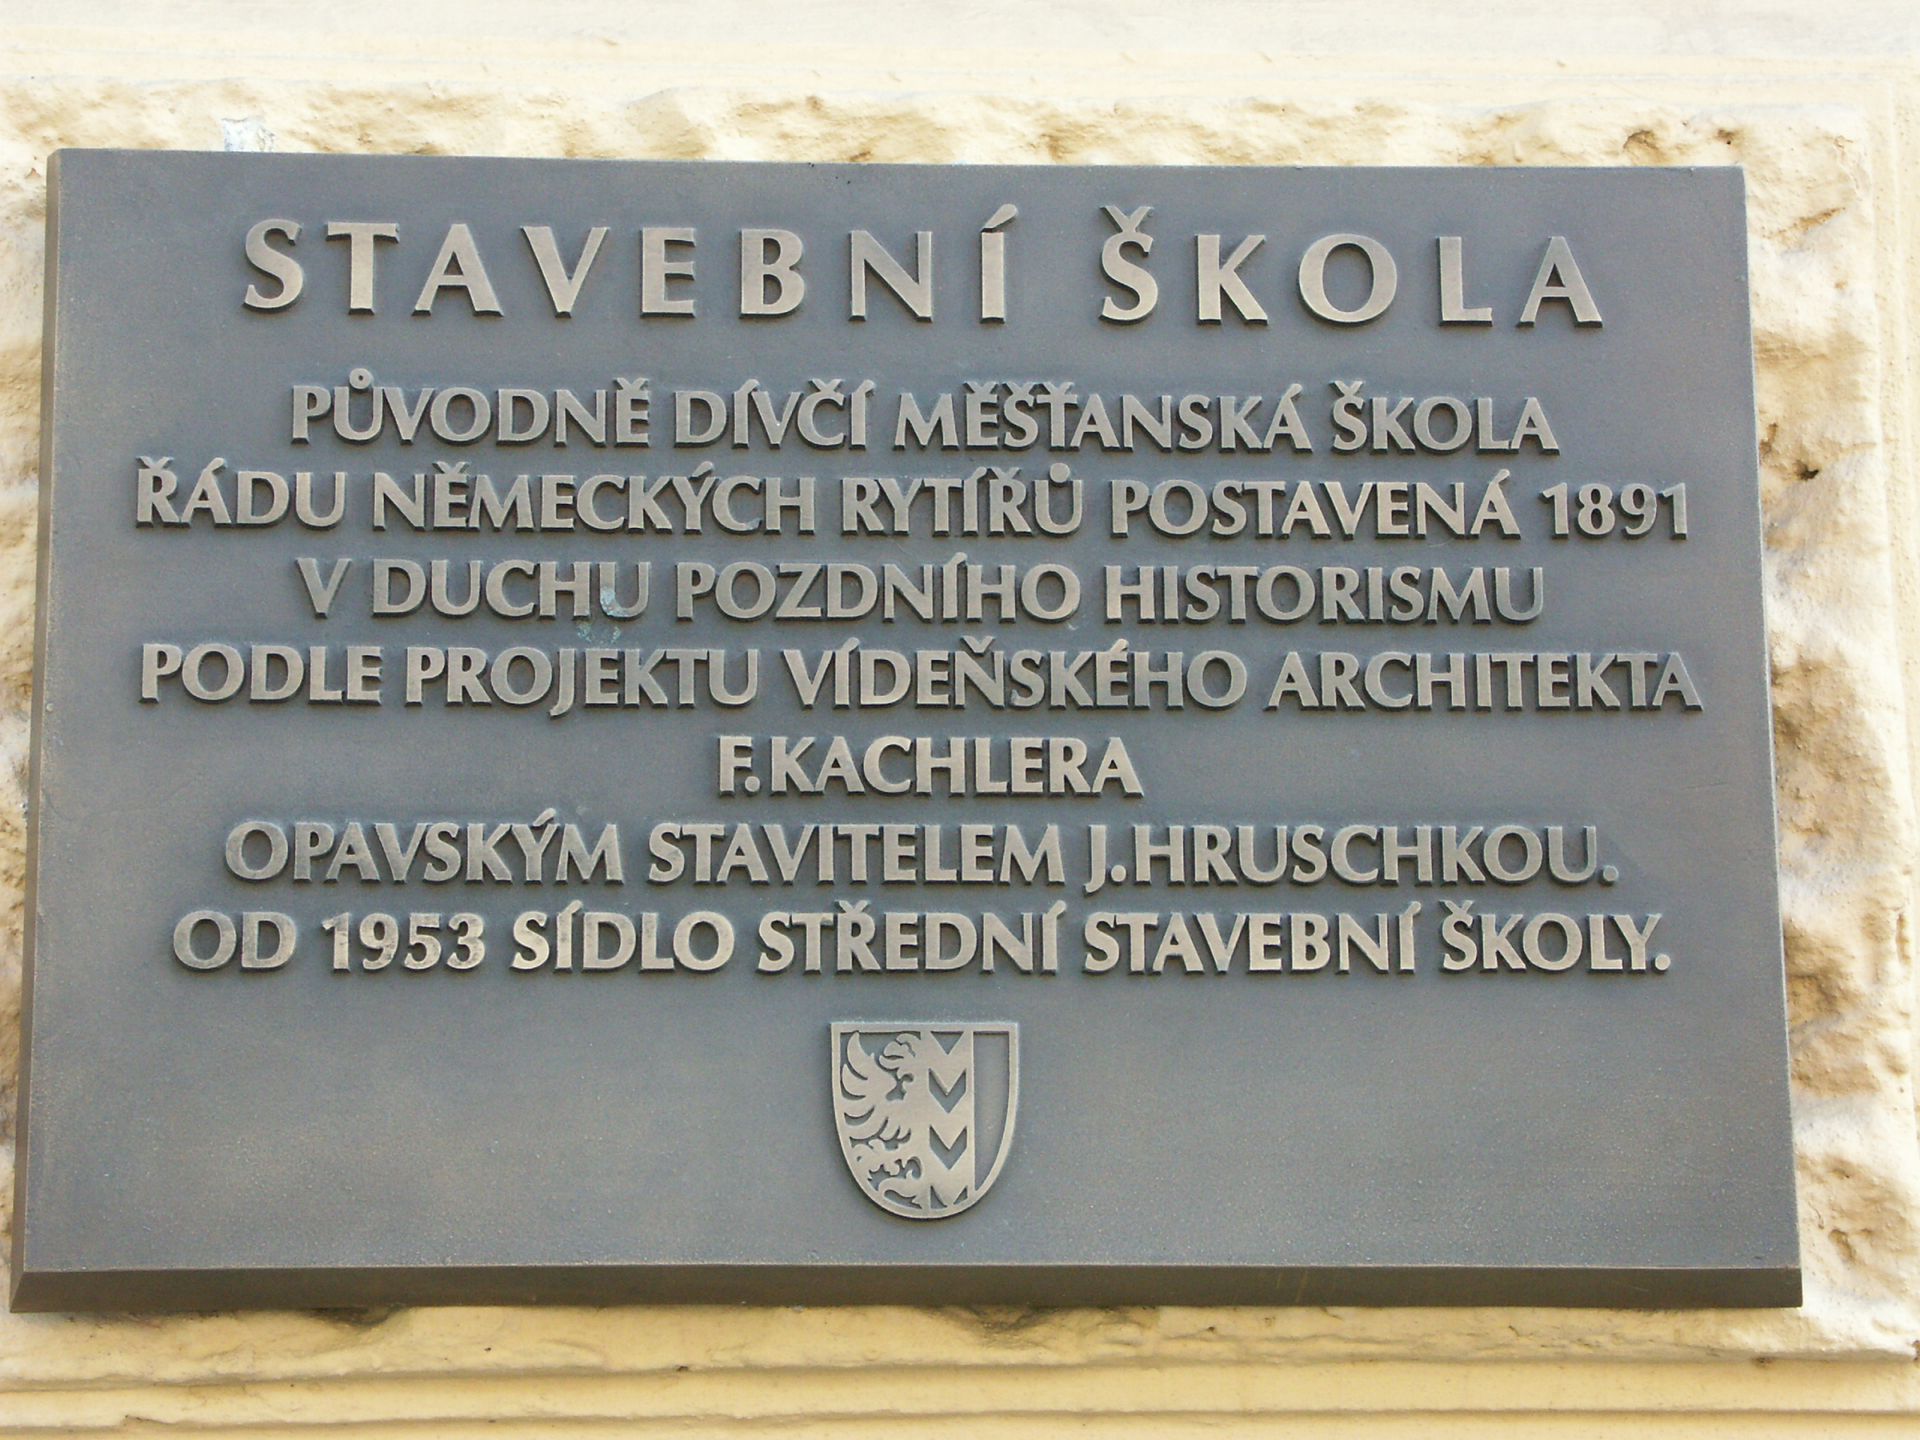 STAVEBNÍ ŠKOLA
PŮVODNĚ DÍVČÍ MĚŠŤANSKÁ ŠKOLA
ŘÁDU NĚMECKÝCH RYTÍŘŮ POSTAVENÁ 1891
V DUCHU POZDNÍHO HISTORISMU
PODLE PROJEKTU VÍDEŇSKÉHO ARCHITEKTA
F.KACHLERA
OPAVSKÝM STAVITELEM J.HRUSCHKOU.
OD 1953 SÍDLO STŘEDNÍ STAVEBNÍ ŠKOLY.